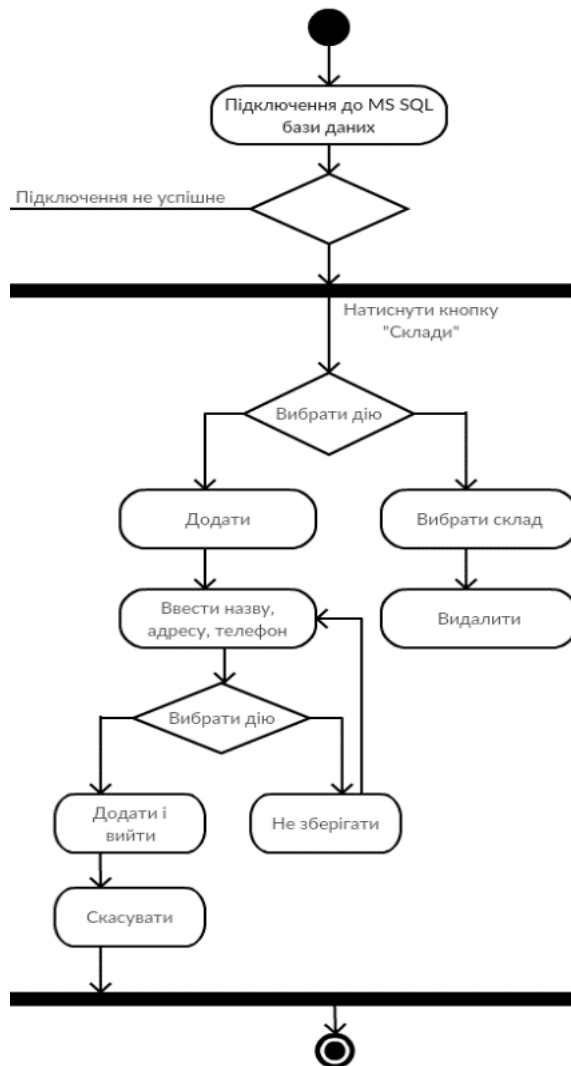 Підключення до MS SQL
бази даних
Підключення не успішне
Натиснути кнопку
"Склади"
Вибрати дію
Додати
Вибрати склад
Ввести назву,
адресу, телефон
Видалити
Вибрати дію
Додати і
вийти
Не зберігати
Скасувати